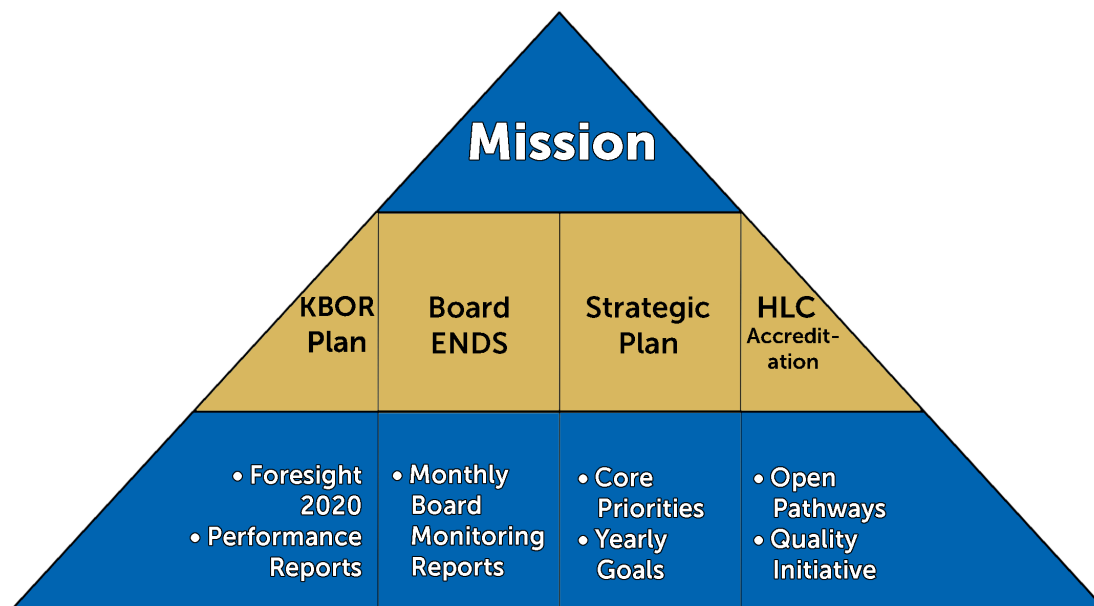 Mission
KBOR
Plan
Board
ENDS
Strategic
Plan
HLC
Accredit-
ation
• Foresight
2020
• Performance
Reports
• Monthly
Board
Monitoring
Reports
• Core
Priorities
• Yearly
Goals
• Open
Pathways
• Quality
Initiative